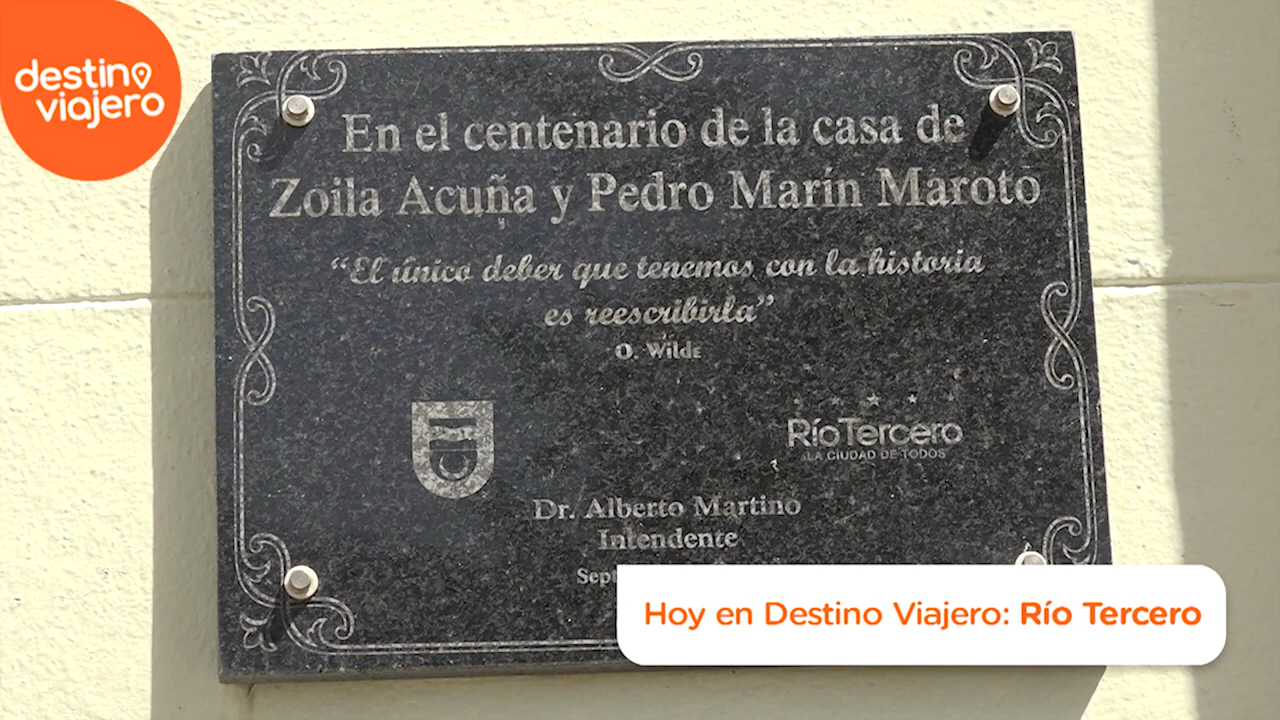 destino
viajero
En el centenario de la casa de
Zoila Acuña y Pedro Marín Maroto
“El único deber que tenemos con la historia
es reescribirla”
O. Wilde
RíoTercero
LA CIUDAD DE TODOS
Dr. Alberto Martino
Intendente
Hoy en Destino Viajero: Río Tercero